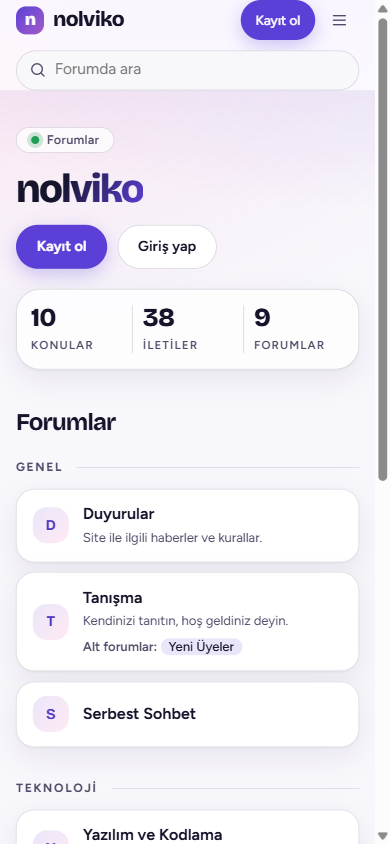 n nolviko
Kayıt ol
Forumda ara
Forumlar
nolviko
Kayıt ol
Giriş yap
10
KONULAR
38
İLETİLER
9
FORUMLAR
Forumlar
GENEL
D
Duyurular
Site ile ilgili haberler ve kurallar.
T
Tanışma
Kendinizi tanıtın, hoş geldiniz deyin.
Alt forumlar: Yeni Üyeler
S
Serbest Sohbet
TEKNOLOJİ
Yazılım ve Kodlama